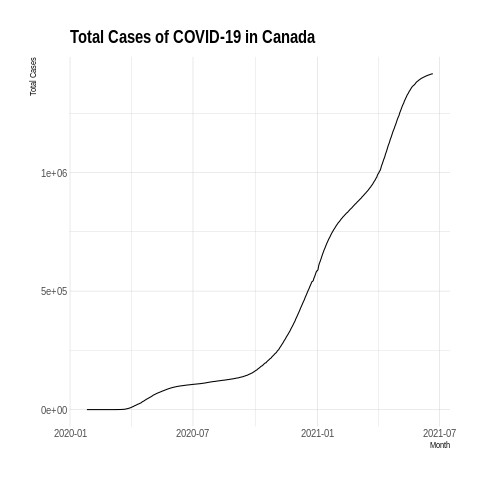 Total Cases of COVID-19 in Canada
Total Cases
1e+06
5e+05
0e+00
2020-01 2020-07 2021-01 2021-07
Month